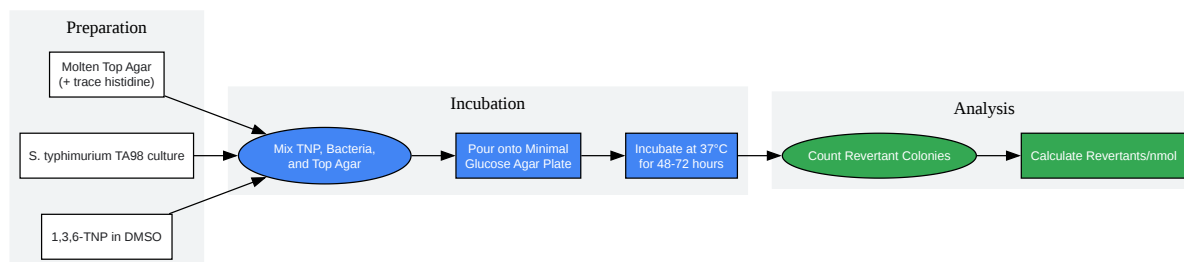 Preparation
Molten Top Agar
(+ trace histidine)
S. typhimurium TA98 culture
1,3,6-TNP in DMSO
Incubation
Mix TNP, Bacteria,
and Top Agar
Pour onto Minimal
Glucose Agar Plate
Incubate at 37°C
for 48-72 hours
Analysis
Count Revertant Colonies
Calculate Revertants/nmol